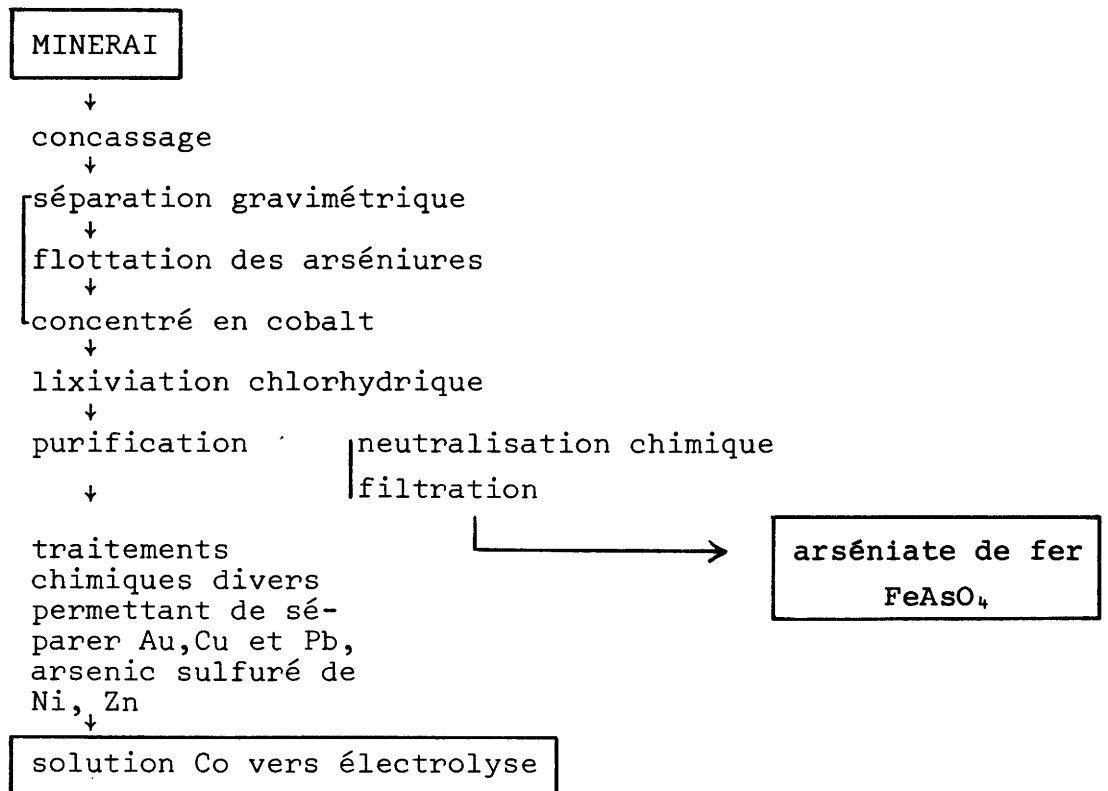 MINERAI
concassage
séparation gravimétrique
flottation des arséniures
concentré en cobalt
lixiviation chlorhydrique
purification
neutralisation chimique
filtration
arséniate de fer
FeAsO₄
traitements
chimiques divers
permettant de sé-
parer Au,Cu et Pb,
arsenic sulfuré de
Ni, Zn
solution Co vers électrolyse